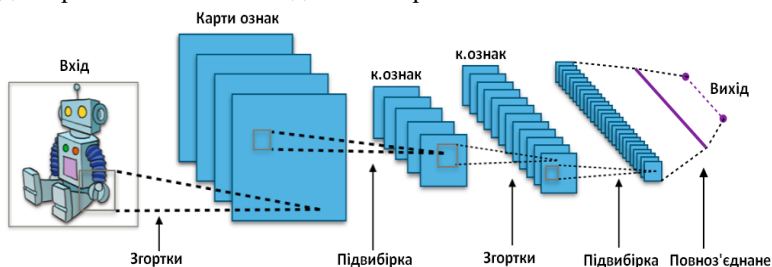 Карти ознак
Вхід
к.ознак
к.ознак
Вихід
Згортки
Підвибірка
Згортки
Підвибірка
Повноз'єднане